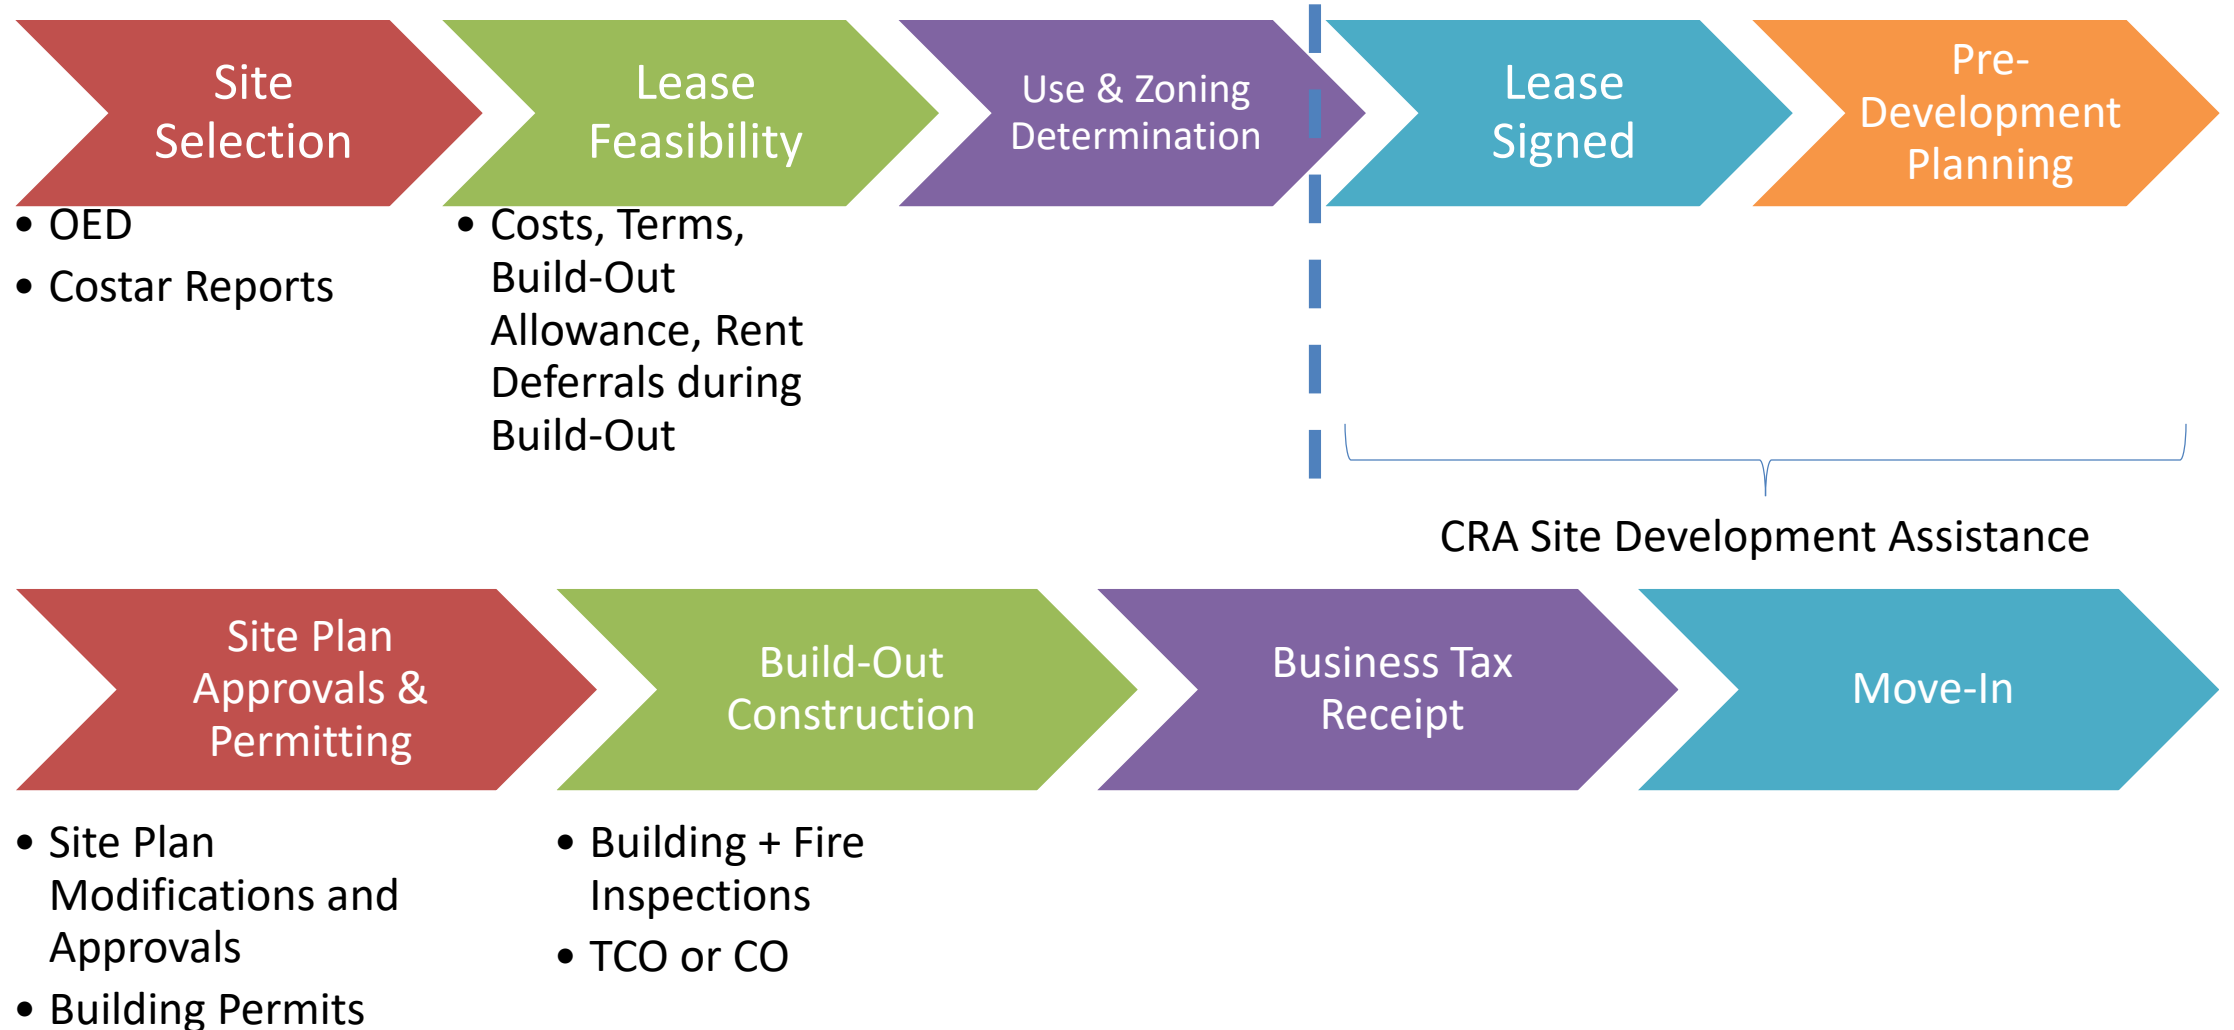 Site
Selection
Lease
Feasibility
Use & Zoning
Determination
Lease
Signed
Pre-
Development
Planning
• OED
• Costar Reports
• Costs, Terms,
Build-Out
Allowance, Rent
Deferrals during
Build-Out
CRA Site Development Assistance
Site Plan
Approvals &
Permitting
Build-Out
Construction
Business Tax
Receipt
Move-In
• Site Plan
Modifications and
Approvals
• Building Permits
• Building + Fire
Inspections
• TCO or CO